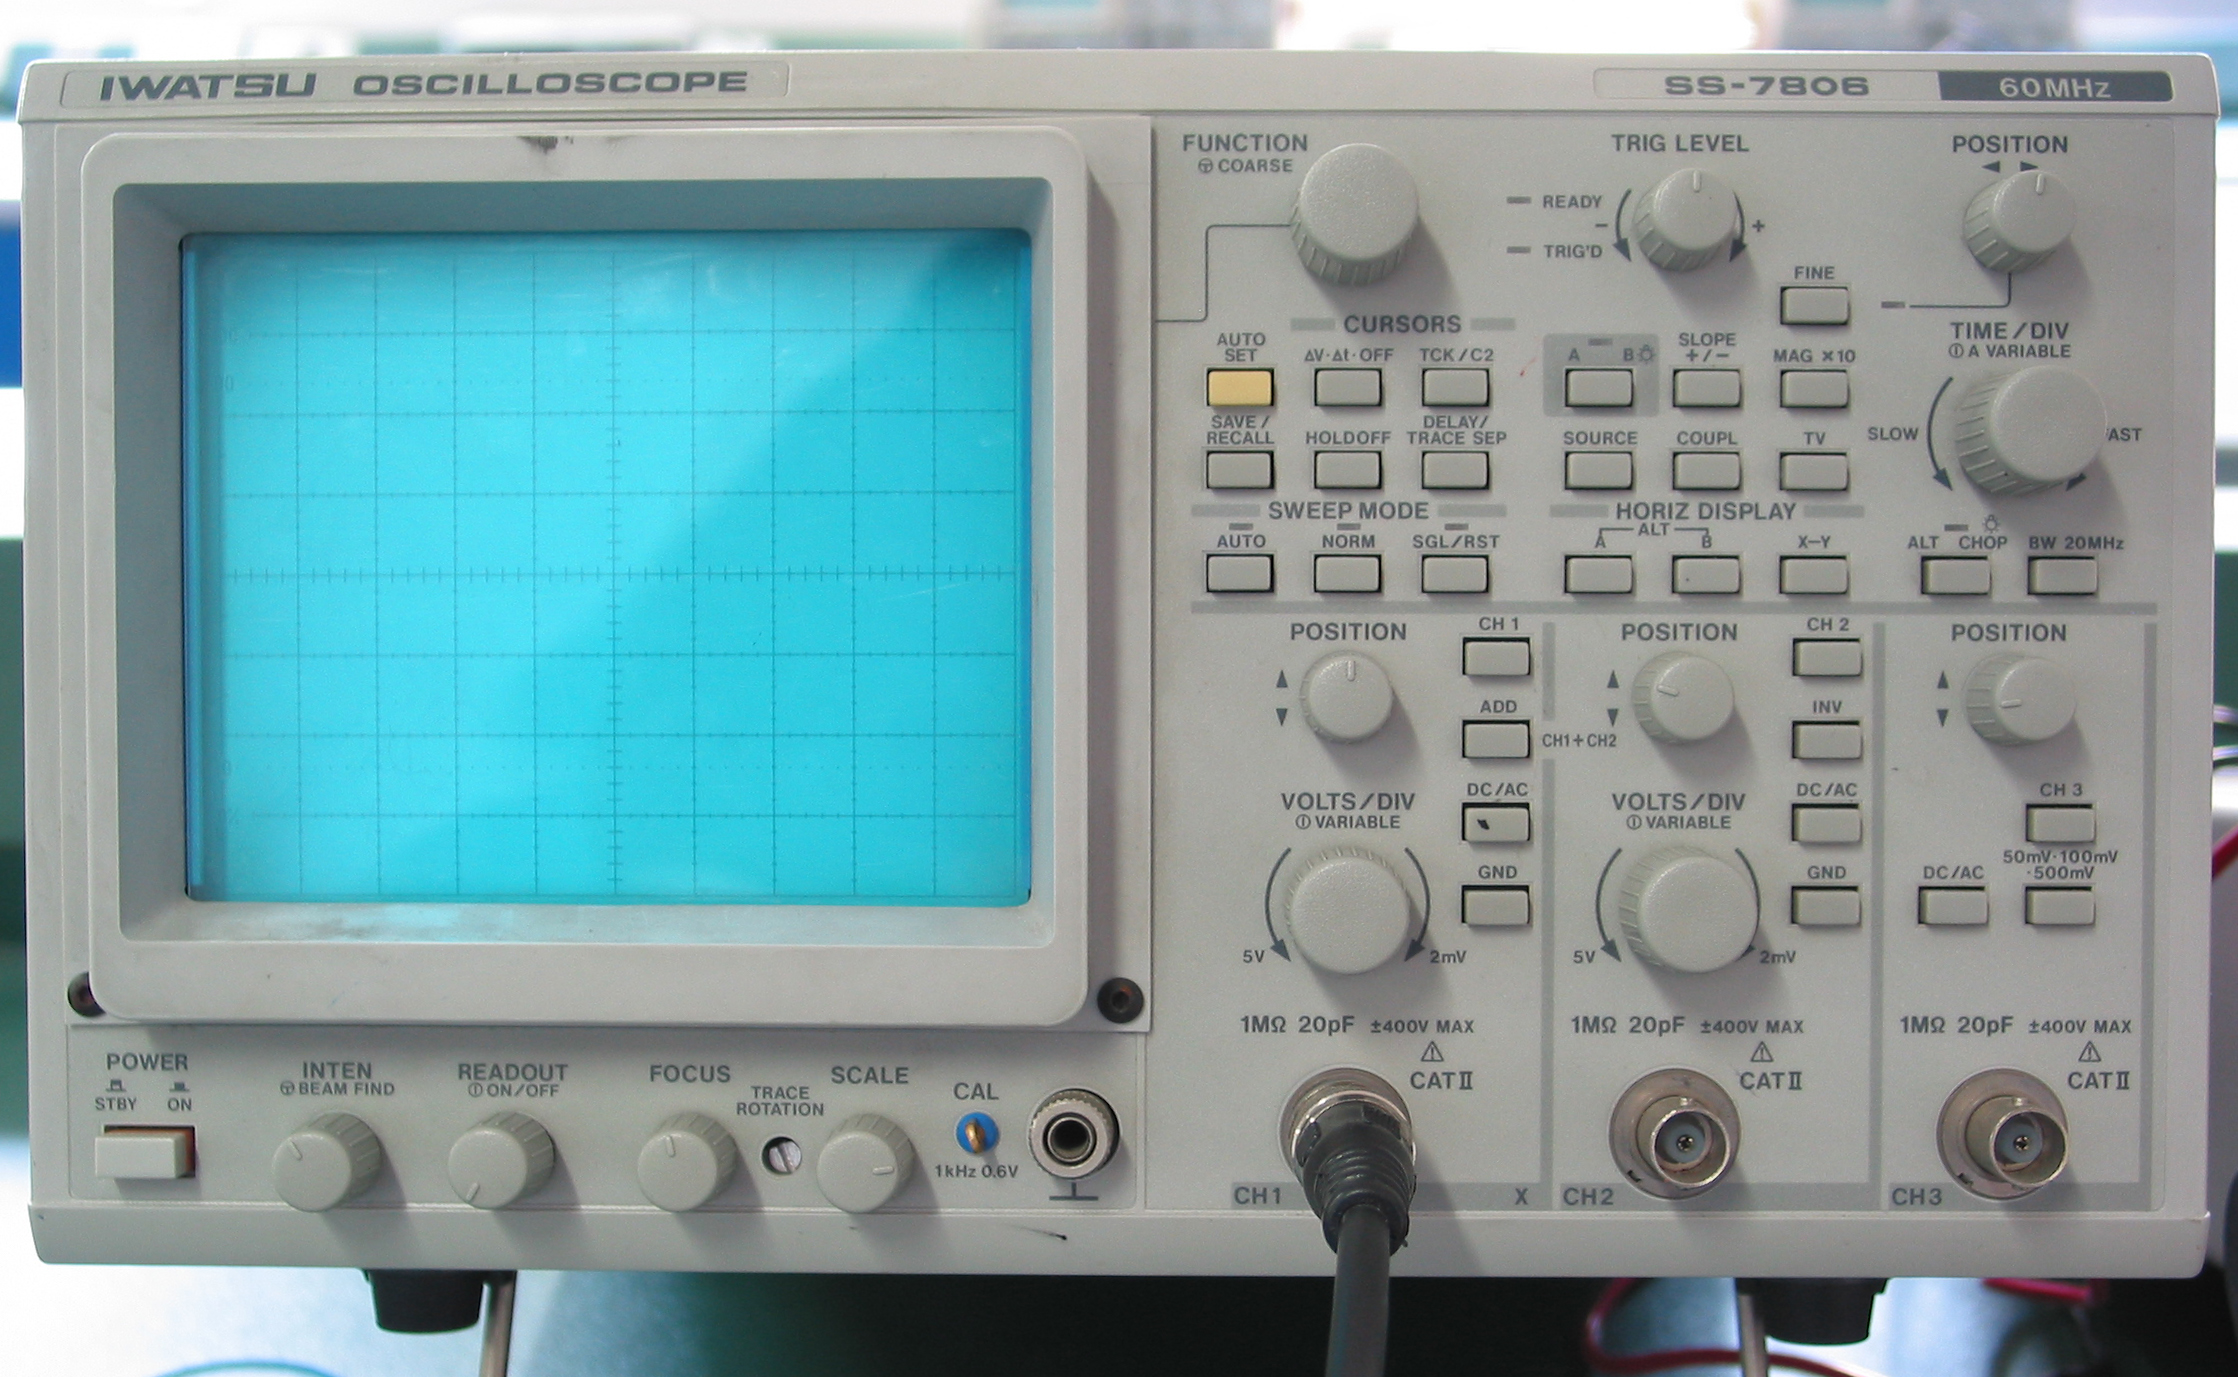 IWATSU OSCILLOSCOPE
SS-7806 60MHz
FUNCTION
COARSE
TRIG LEVEL
READY
- +
TRIG'D
POSITION
FINE
CURSORS
AUTO SET
ΔV·Δt·OFF
TCK/C2
A B
SLOPE +/-
MAG ×10
TIME/DIV
A VARIABLE
SAVE/RECALL
HOLDOFF
DELAY/TRACE SEP
SOURCE
COUPL
TV
SLOW
SWEEP MODE
HORIZ DISPLAY
AUTO
NORM
SGL/RST
ALT
A
B
X-Y
ALT CHOP
BW 20MHz
POSITION
CH 1
POSITION
CH 2
POSITION
ADD
CH1+CH2
INV
VOLTS/DIV
VARIABLE
DC/AC
VOLTS/DIV
VARIABLE
DC/AC
CH 3
50mV·100mV
·500mV
GND
GND
DC/AC
5V
2mV
5V
2mV
1MΩ 20pF ±400V MAX
CAT II
1MΩ 20pF ±400V MAX
CAT II
1MΩ 20pF ±400V MAX
CAT II
POWER
STBY ON
INTEN
BEAM FIND
READOUT
ON/OFF
FOCUS
TRACE
ROTATION
SCALE
CAL
1kHz 0.6V
CH1
X
CH2
CH3